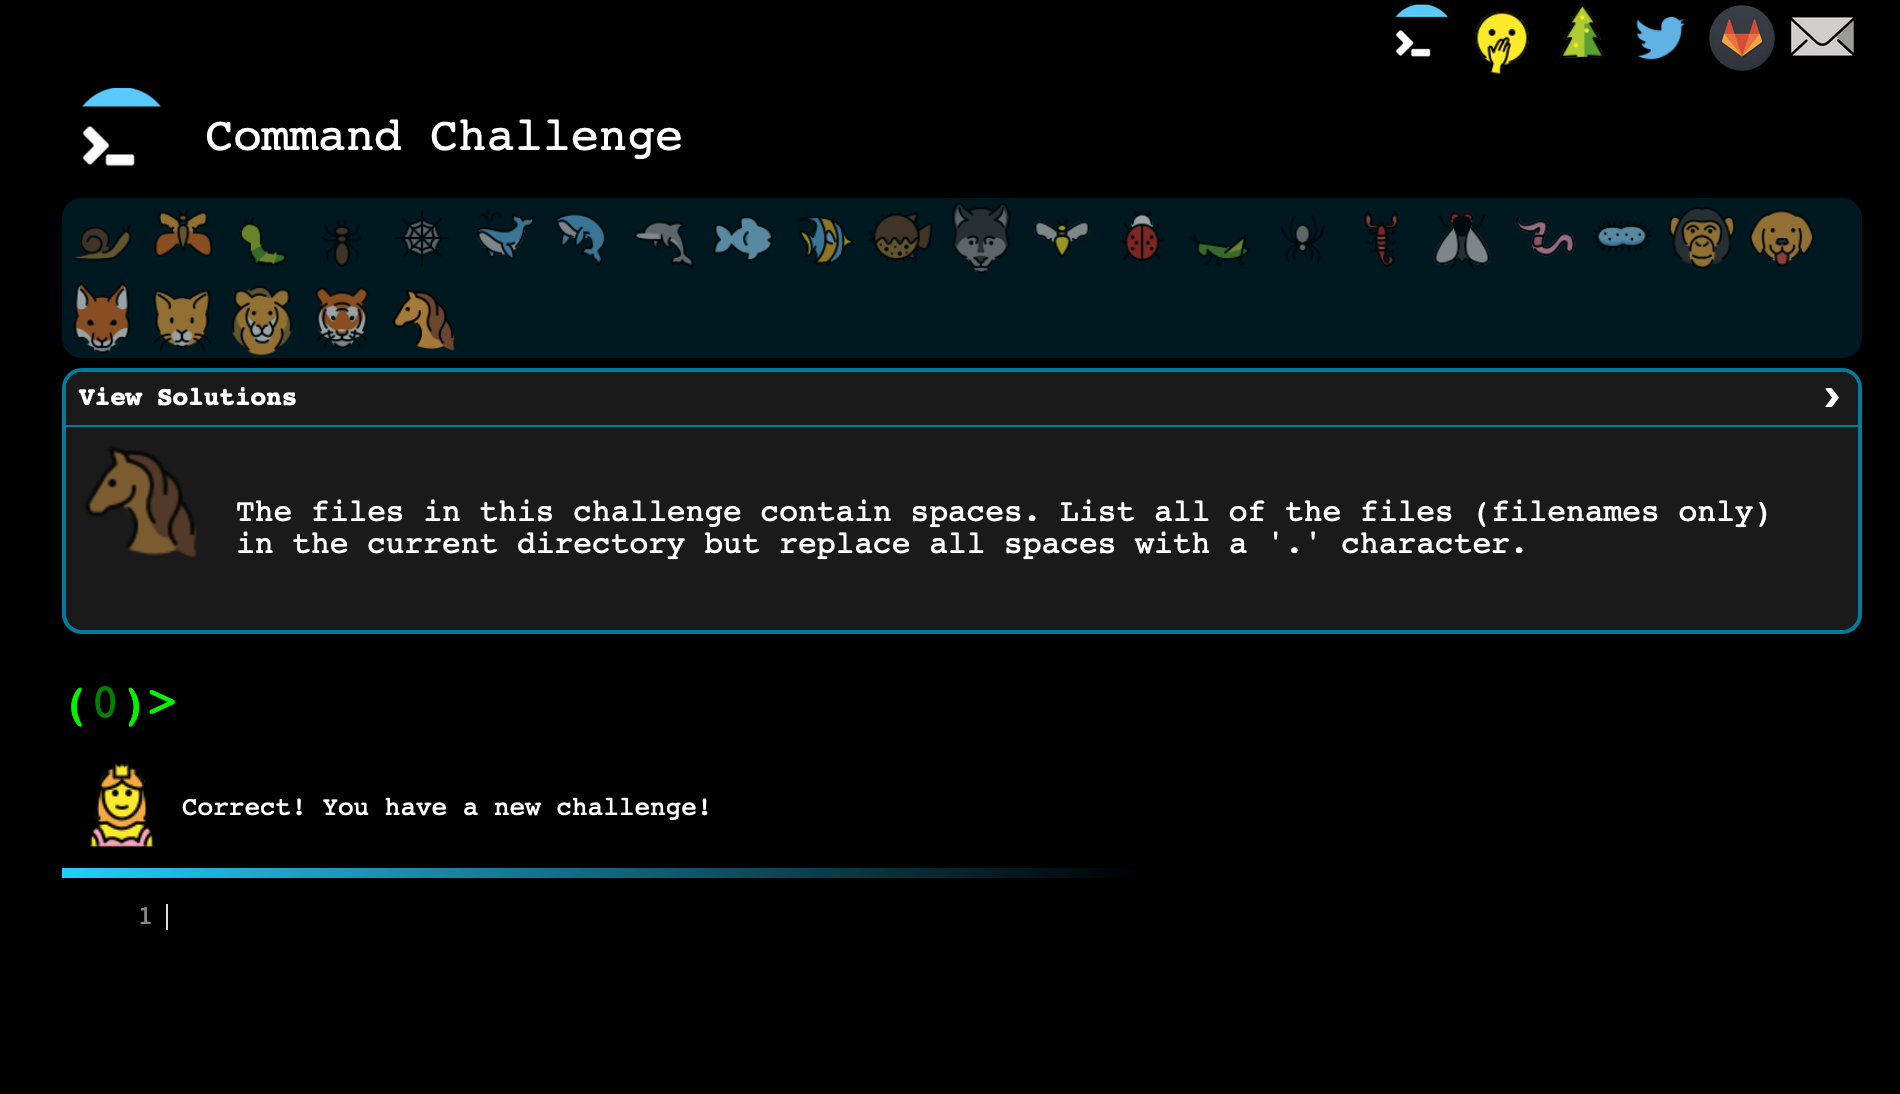 Command Challenge
View Solutions
The files in this challenge contain spaces. List all of the files (filenames only)
in the current directory but replace all spaces with a '.' character.
(0)>
Correct! You have a new challenge!
1